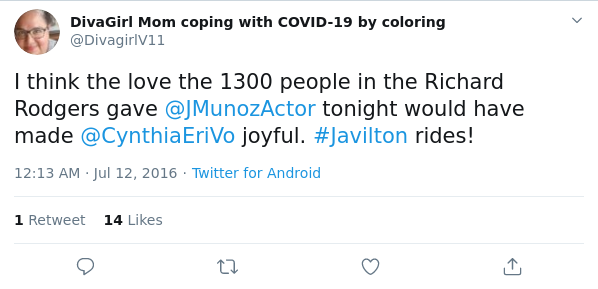 DivaGirl Mom coping with COVID-19 by coloring
@DivagirlV11
I think the love the 1300 people in the Richard
Rodgers gave @JMunozActor tonight would have
made @CynthiaEriVo joyful. #Javilton rides!
12:13 AM · Jul 12, 2016 · Twitter for Android
1 Retweet 14 Likes